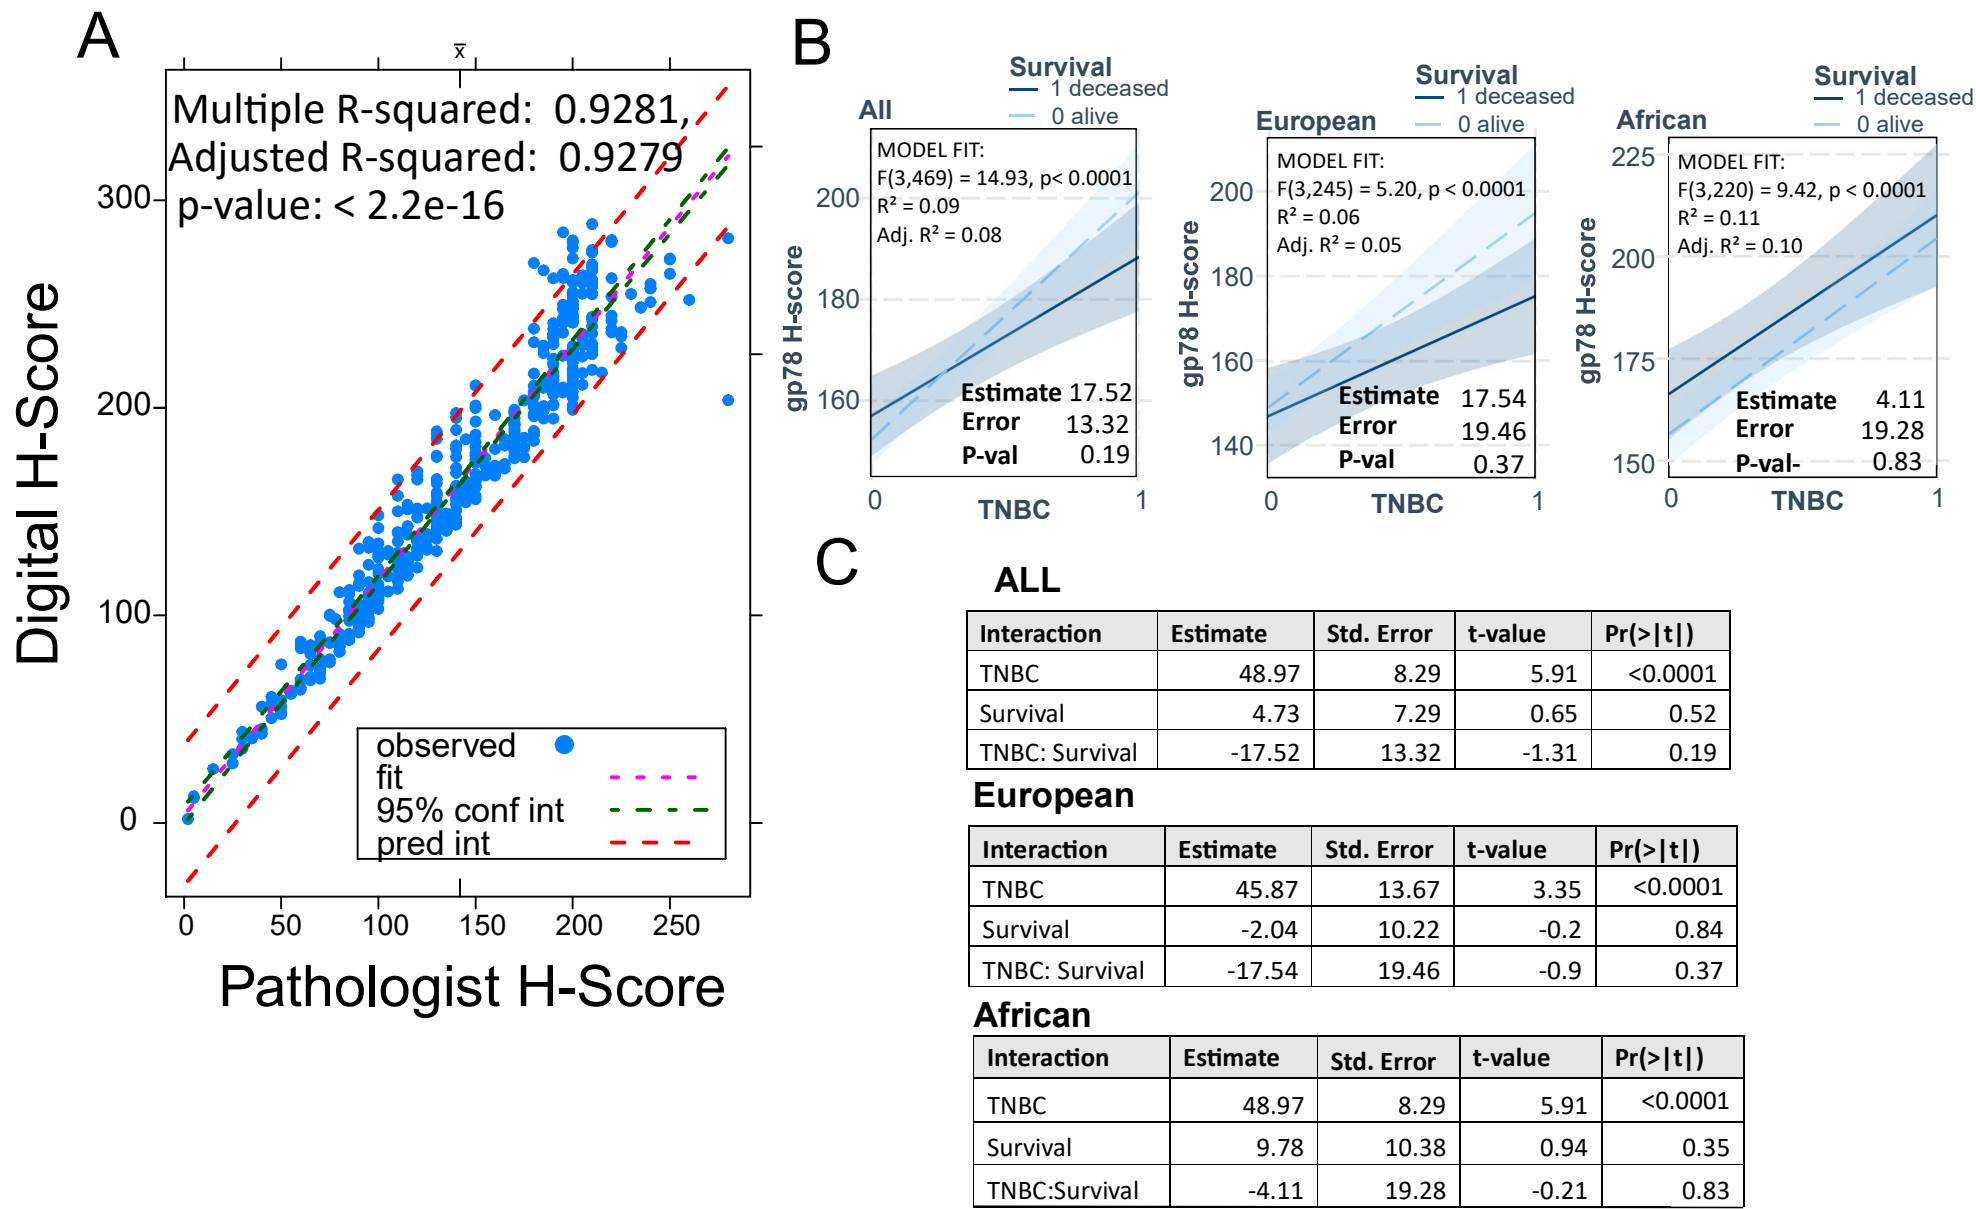 A
x̄
Multiple R-squared: 0.9281,
Adjusted R-squared: 0.9279
p-value: < 2.2e-16
300
200
100
0
Digital H-Score
observed
fit
95% conf int
pred int
0 50 100 150 200 250
Pathologist H-Score
B
Survival
1 deceased
0 alive
All
MODEL FIT:
F(3,469) = 14.93, p< 0.0001
R² = 0.09
Adj. R² = 0.08
200
180
160
gp78 H-score
Estimate 17.52
Error 13.32
P-val 0.19
0 1
TNBC
Survival
1 deceased
0 alive
European
MODEL FIT:
F(3,245) = 5.20, p < 0.0001
R² = 0.06
Adj. R² = 0.05
200
180
160
140
gp78 H-score
Estimate 17.54
Error 19.46
P-val 0.37
0 1
TNBC
Survival
1 deceased
0 alive
African
MODEL FIT:
F(3,220) = 9.42, p < 0.0001
R² = 0.11
Adj. R² = 0.10
225
200
175
150
gp78 H-score
Estimate 4.11
Error 19.28
P-val- 0.83
0 1
TNBC
C
ALL
Interaction Estimate Std. Error t-value Pr(>|t|)
TNBC 48.97 8.29 5.91 <0.0001
Survival 4.73 7.29 0.65 0.52
TNBC: Survival -17.52 13.32 -1.31 0.19
European
Interaction Estimate Std. Error t-value Pr(>|t|)
TNBC 45.87 13.67 3.35 <0.0001
Survival -2.04 10.22 -0.2 0.84
TNBC: Survival -17.54 19.46 -0.9 0.37
African
Interaction Estimate Std. Error t-value Pr(>|t|)
TNBC 48.97 8.29 5.91 <0.0001
Survival 9.78 10.38 0.94 0.35
TNBC:Survival -4.11 19.28 -0.21 0.83